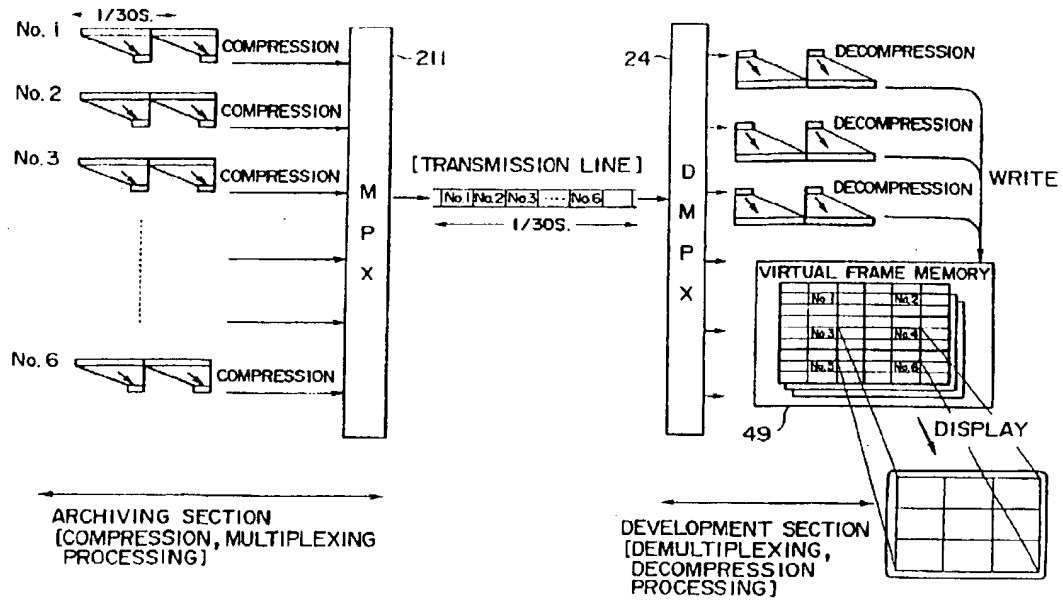 No. 1
1/30S.
COMPRESSION
No. 2
COMPRESSION
No. 3
COMPRESSION
No. 6
COMPRESSION
M P X
211
[TRANSMISSION LINE]
No.1 No.2 No.3 ···· No.6
1/30S.
24
D M P X
DECOMPRESSION
DECOMPRESSION
DECOMPRESSION
WRITE
VIRTUAL FRAME MEMORY
No.1 No.2
No.3 No.4
No.5 No.6
49
DISPLAY
ARCHIVING SECTION
[COMPRESSION, MULTIPLEXING
PROCESSING]
DEVELOPMENT SECTION
[DEMULTIPLEXING,
DECOMPRESSION
PROCESSING]